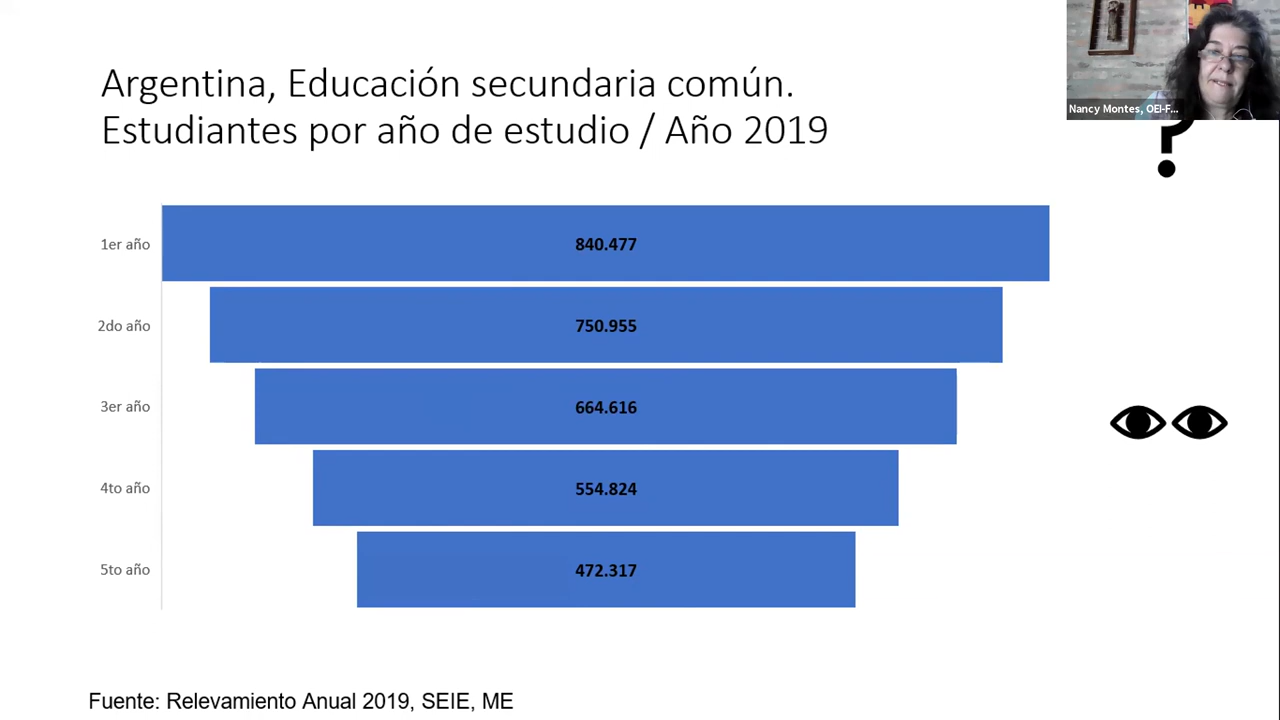 Argentina, Educación secundaria común.
Estudiantes por año de estudio / Año 2019
Nancy Montes, OEI-F...
?
1er año
840.477
2do año
750.955
3er año
664.616
4to año
554.824
5to año
472.317
Fuente: Relevamiento Anual 2019, SEIE, ME